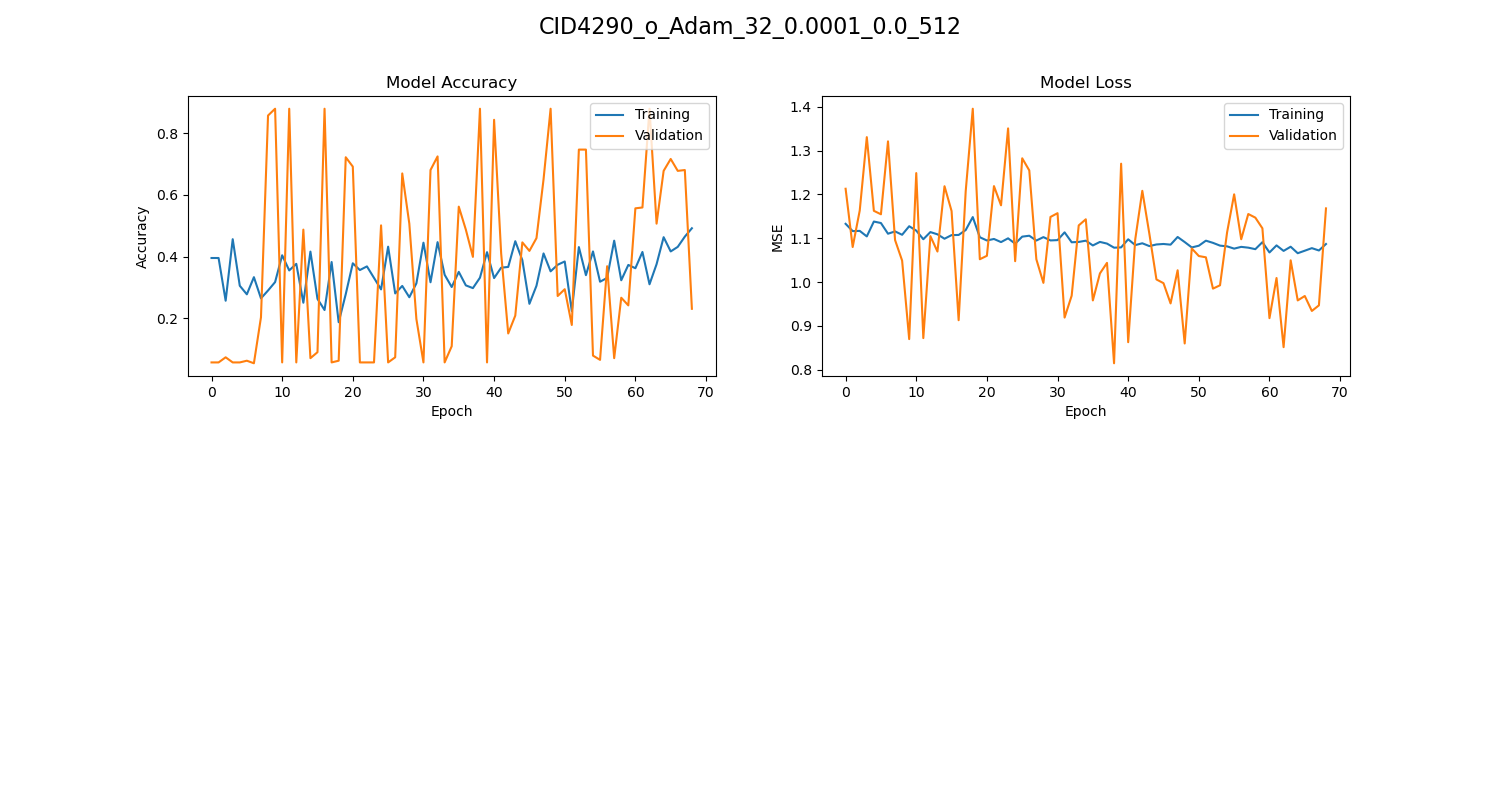 CID4290_o_Adam_32_0.0001_0.0_512
Model Accuracy
Training
Validation
0.8
0.6
0.4
0.2
Accuracy
0 10 20 30 40 50 60 70
Epoch
Model Loss
Training
Validation
1.4
1.3
1.2
1.1
1.0
0.9
0.8
MSE
0 10 20 30 40 50 60 70
Epoch